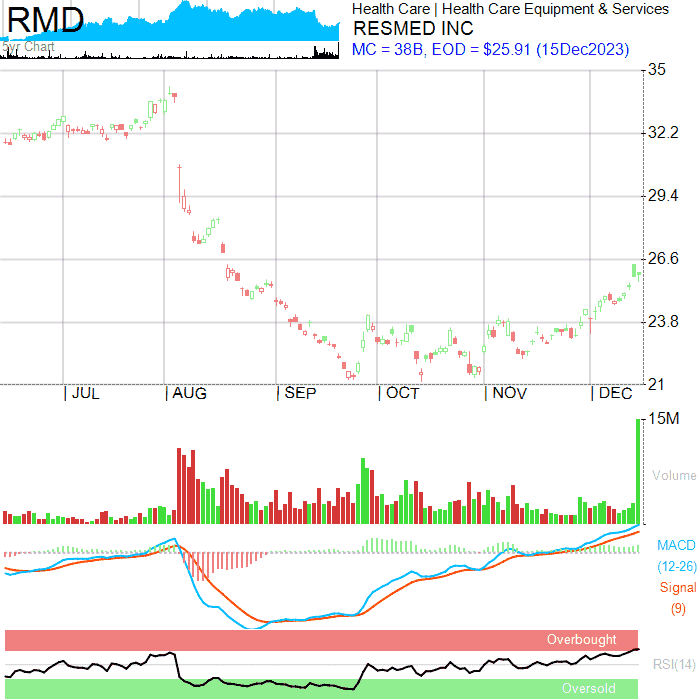 RMD
5yr Chart
Health Care | Health Care Equipment & Services
RESMED INC
MC = 38B, EOD = $25.91 (15Dec2023)
35
32.2
29.4
26.6
23.8
21
| JUL | AUG | SEP | OCT | NOV | DEC
15M
Volume
MACD
(12-26)
Signal
(9)
Overbought
RSI(14)
Oversold